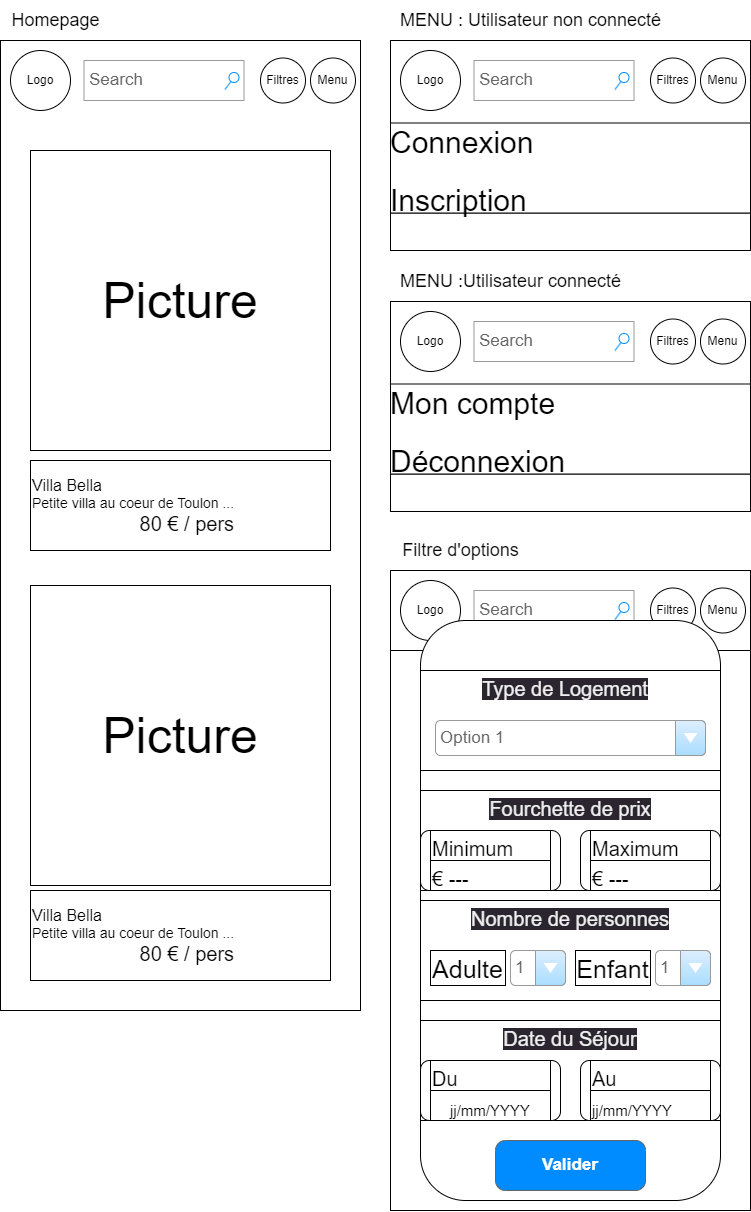 Homepage
Logo
Search
Filtres
Menu
Picture
Villa Bella
Petite villa au coeur de Toulon ...
80 € / pers
Picture
Villa Bella
Petite villa au coeur de Toulon ...
80 € / pers
MENU : Utilisateur non connecté
Logo
Search
Filtres
Menu
Connexion
Inscription
MENU :Utilisateur connecté
Logo
Search
Filtres
Menu
Mon compte
Déconnexion
Filtre d'options
Logo
Search
Filtres
Menu
Type de Logement
Option 1
Fourchette de prix
Minimum
Maximum
€ ---
€ ---
Nombre de personnes
Adulte
1
Enfant
1
Date du Séjour
Du
Au
jj/mm/YYYY
jj/mm/YYYY
Valider